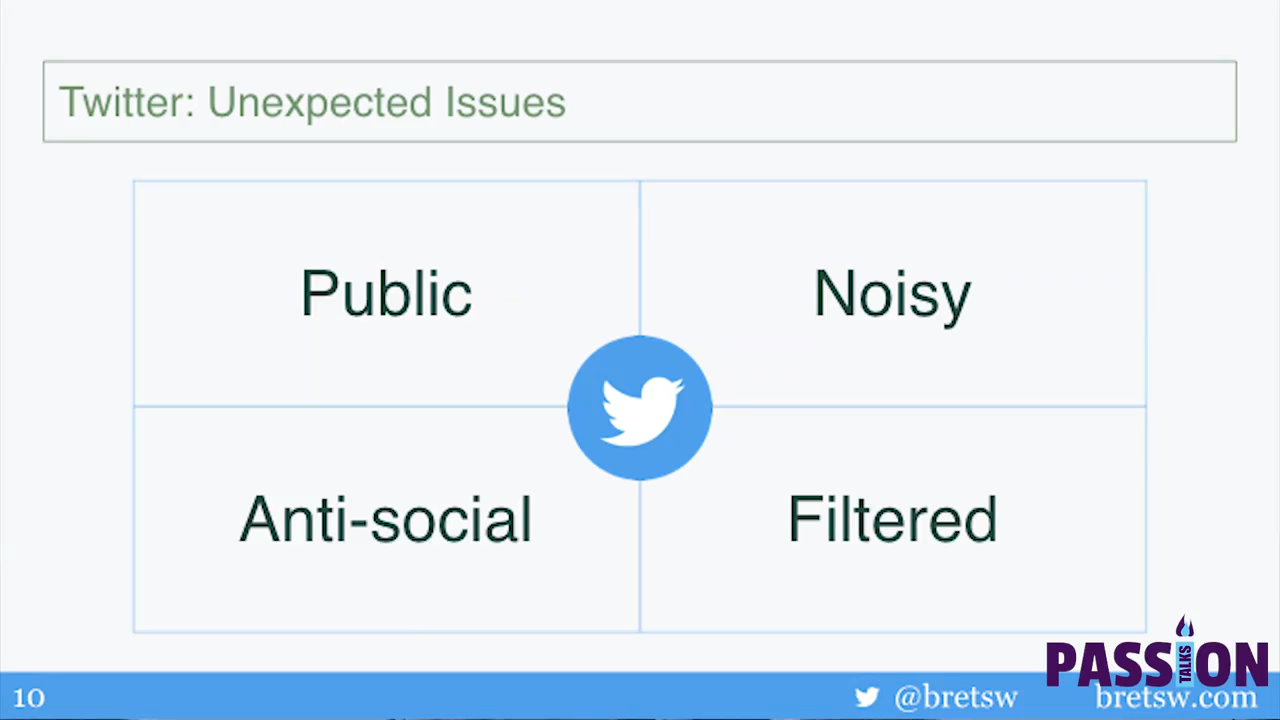 Twitter: Unexpected Issues
Public
Noisy
Anti-social
Filtered
PASSION
TALKS
10
@bretsw
bretsw.com